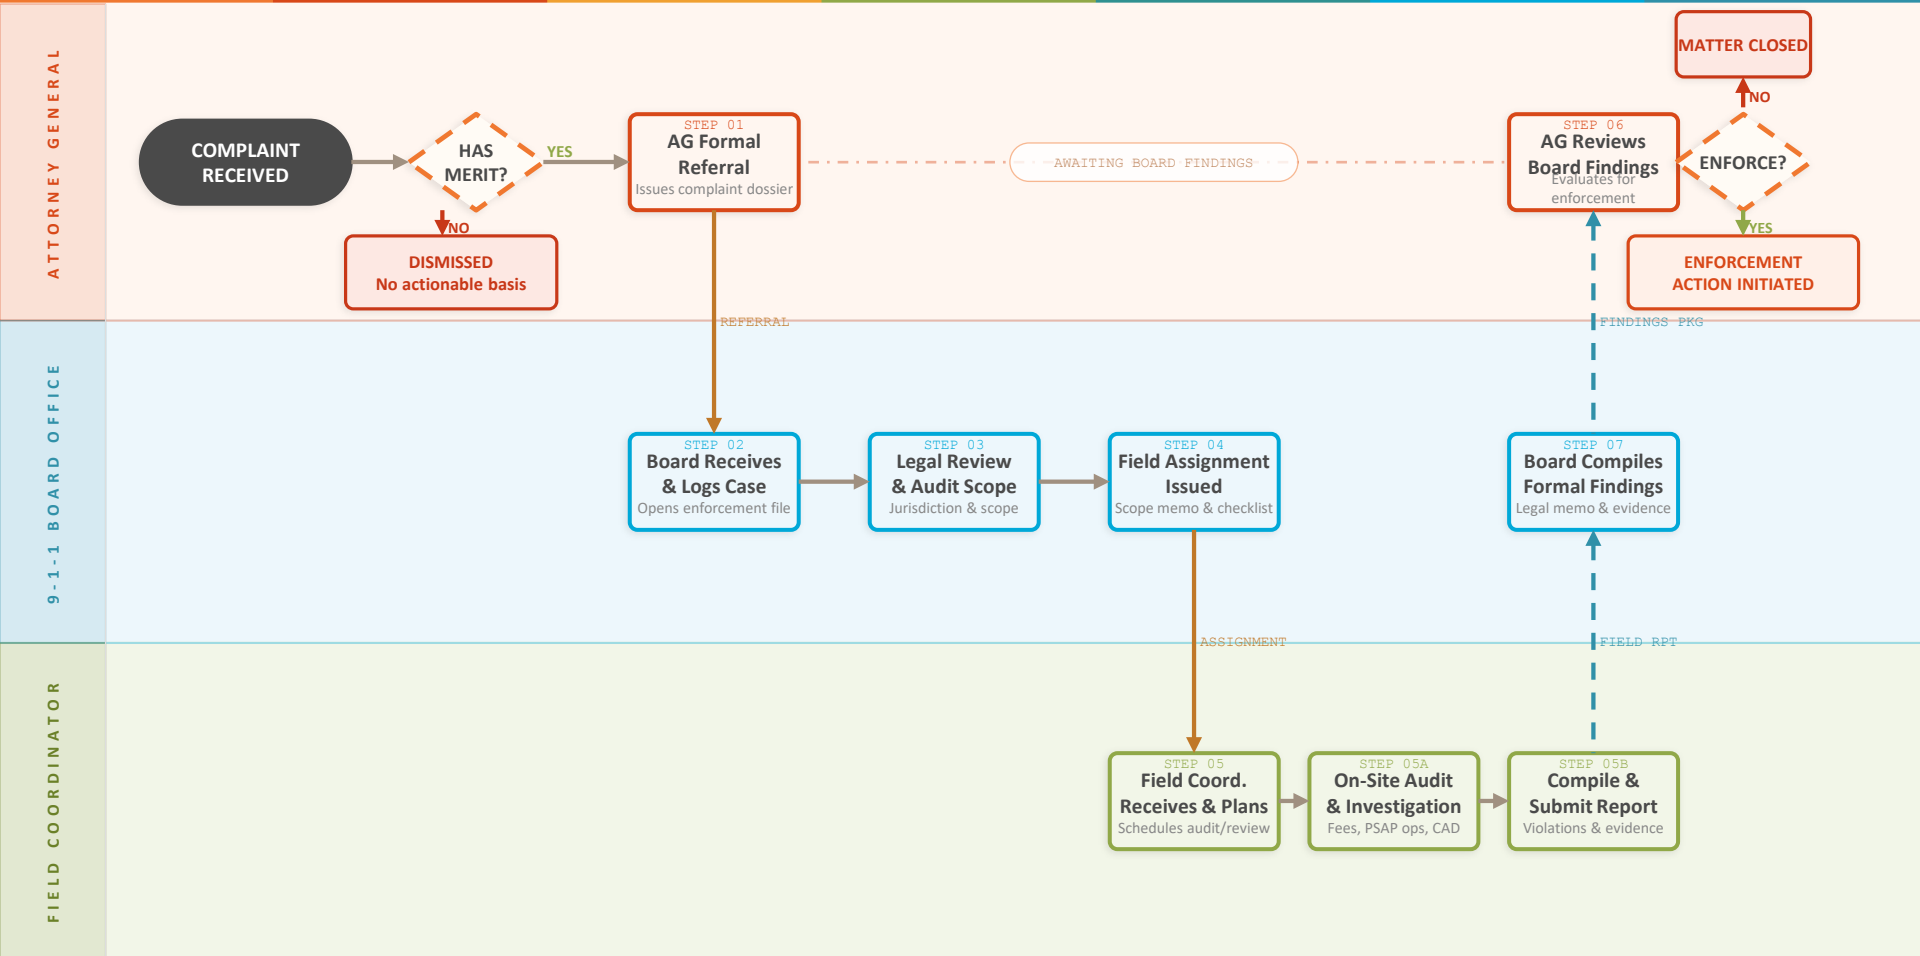 ATTORNEY GENERAL
MATTER CLOSED
NO
COMPLAINT
RECEIVED
HAS
MERIT?
YES
NO
DISMISSED
No actionable basis
STEP 01
AG Formal
Referral
Issues complaint dossier
AWAITING BOARD FINDINGS
STEP 06
AG Reviews
Board Findings
Evaluates for
enforcement
ENFORCE?
YES
ENFORCEMENT
ACTION INITIATED
REFERRAL
FINDINGS PKG
9-1-1 BOARD OFFICE
STEP 02
Board Receives
& Logs Case
Opens enforcement file
STEP 03
Legal Review
& Audit Scope
Jurisdiction & scope
STEP 04
Field Assignment
Issued
Scope memo & checklist
STEP 07
Board Compiles
Formal Findings
Legal memo & evidence
ASSIGNMENT
FIELD RPT
FIELD COORDINATOR
STEP 05
Field Coord.
Receives & Plans
Schedules audit/review
STEP 05A
On-Site Audit
& Investigation
Fees, PSAP ops, CAD
STEP 05B
Compile &
Submit Report
Violations & evidence